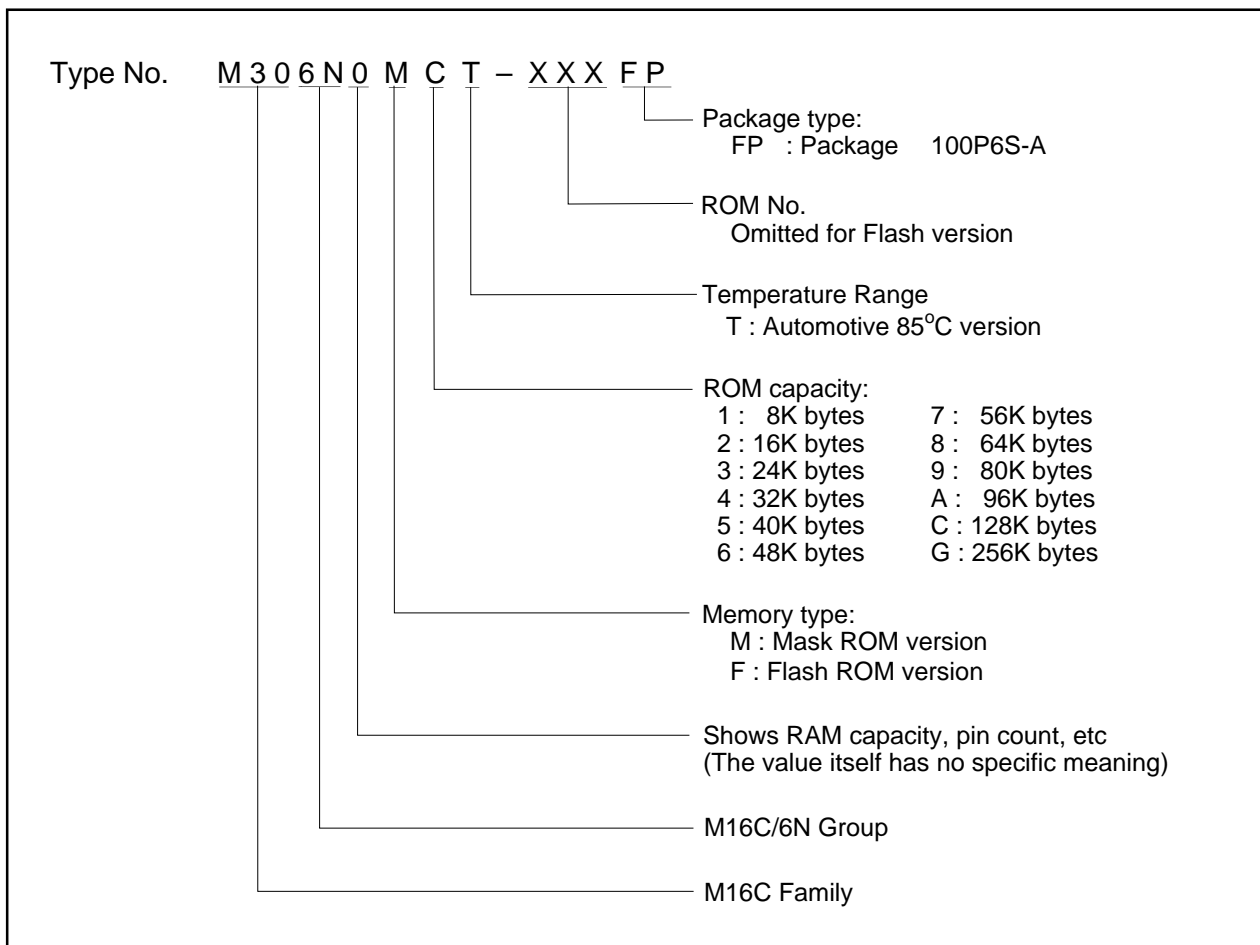 Type No. M 3 0 6 N 0 M C T – X X X F P
Package type:
FP : Package 100P6S-A
ROM No.
Omitted for Flash version
Temperature Range
T : Automotive 85°C version
ROM capacity:
1 : 8K bytes 7 : 56K bytes
2 : 16K bytes 8 : 64K bytes
3 : 24K bytes 9 : 80K bytes
4 : 32K bytes A : 96K bytes
5 : 40K bytes C : 128K bytes
6 : 48K bytes G : 256K bytes
Memory type:
M : Mask ROM version
F : Flash ROM version
Shows RAM capacity, pin count, etc
(The value itself has no specific meaning)
M16C/6N Group
M16C Family